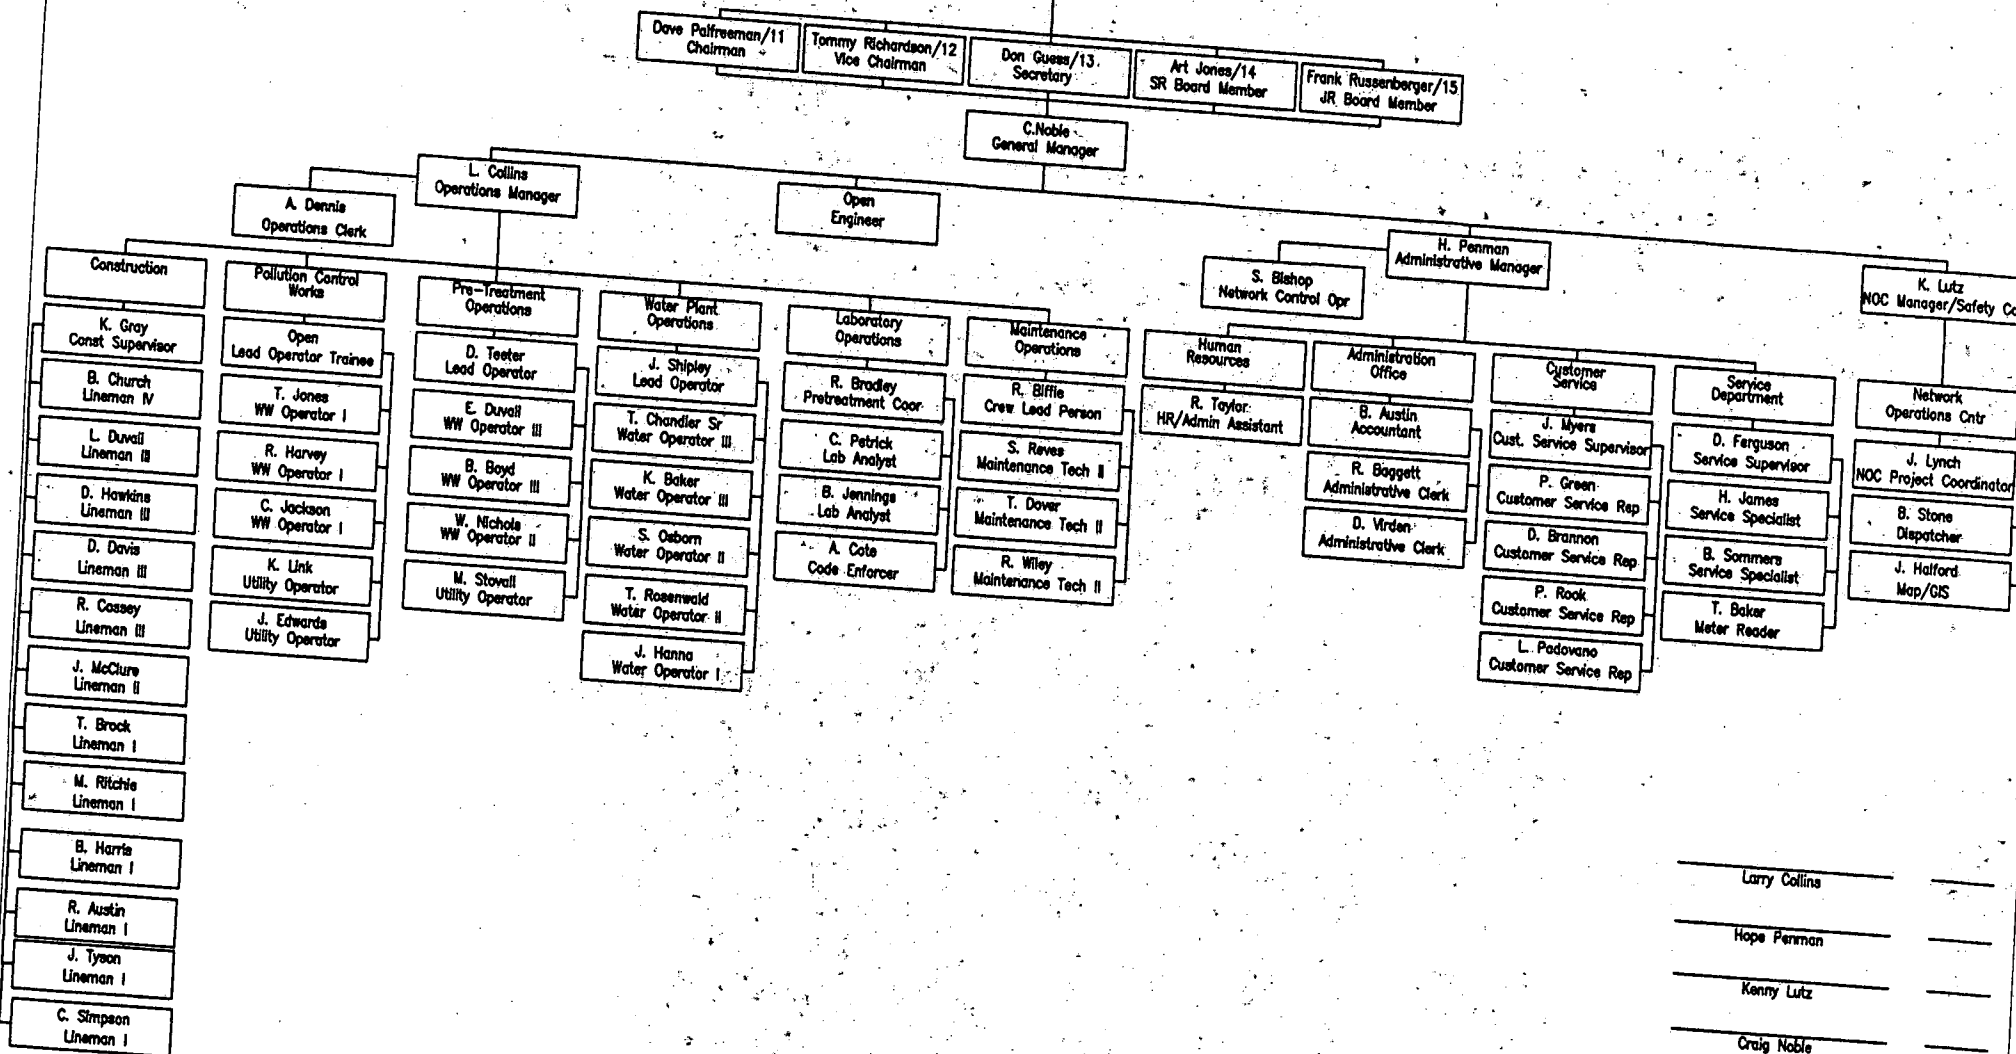 Dave Palfreeman/11
Chairman
Tommy Richardson/12
Vice Chairman
Don Guess/13
Secretary
Art Jones/14
SR Board Member
Frank Russenberger/15
JR Board Member
C.Noble
General Manager
L. Collins
Operations Manager
A. Dennis
Operations Clerk
Open
Engineer
H. Penman
Administrative Manager
S. Bishop
Network Control Opr
K. Lutz
NOC Manager/Safety Co
Construction
K. Gray
Const Supervisor
B. Church
Lineman IV
L. Duvall
Lineman III
D. Hawkins
Lineman III
D. Davis
Lineman III
R. Cossey
Lineman III
J. McClure
Lineman II
T. Brock
Lineman I
M. Ritchie
Lineman I
B. Harris
Lineman I
R. Austin
Lineman I
J. Tyson
Lineman I
C. Simpson
Lineman I
Pollution Control
Works
Open
Lead Operator Trainee
T. Jones
WW Operator I
R. Harvey
WW Operator I
C. Jackson
WW Operator I
K. Link
Utility Operator
J. Edwards
Utility Operator
Pre-Treatment
Operations
D. Teeter
Lead Operator
E. Duvall
WW Operator III
B. Boyd
WW Operator III
W. Nichols
WW Operator II
M. Stovall
Utility Operator
Water Plant
Operations
J. Shipley
Lead Operator
T. Chandler Sr
Water Operator III
K. Baker
Water Operator III
S. Osborn
Water Operator II
T. Rosenwald
Water Operator II
J. Hanna
Water Operator I
Laboratory
Operations
R. Bradley
Pretreatment Coor
C. Petrick
Lab Analyst
B. Jennings
Lab Analyst
A. Cote
Code Enforcer
Maintenance
Operations
R. Biffle
Crew Lead Person
S. Reves
Maintenance Tech II
T. Dover
Maintenance Tech II
R. Wiley
Maintenance Tech II
Human
Resources
R. Taylor
HR/Admin Assistant
Administration
Office
B. Austin
Accountant
R. Baggett
Administrative Clerk
D. Virden
Administrative Clerk
Customer
Service
J. Myers
Cust. Service Supervisor
P. Green
Customer Service Rep
D. Brannon
Customer Service Rep
P. Rook
Customer Service Rep
L. Padovano
Customer Service Rep
Service
Department
D. Ferguson
Service Supervisor
H. James
Service Specialist
B. Sommers
Service Specialist
T. Baker
Meter Reader
Network
Operations Cntr
J. Lynch
NOC Project Coordinator
B. Stone
Dispatcher
J. Halford
Map/GIS
Larry Collins
Hope Penman
Kenny Lutz
Craig Noble